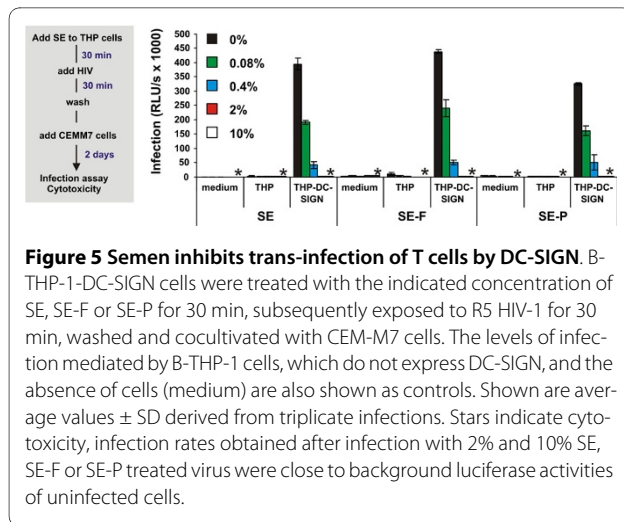 Add SE to THP cells
30 min
add HIV
30 min
wash
add CEMM7 cells
2 days
Infection assay
Cytotoxicity
Infection (RLU/s x 1000)
500
450
400
350
300
250
200
150
100
50
0
0%
0.08%
0.4%
2%
10%
* * * * * * * * *
medium THP THP-DC-SIGN medium THP THP-DC-SIGN medium THP THP-DC-SIGN
SE SE-F SE-P
Figure 5 Semen inhibits trans-infection of T cells by DC-SIGN. B-
THP-1-DC-SIGN cells were treated with the indicated concentration of
SE, SE-F or SE-P for 30 min, subsequently exposed to R5 HIV-1 for 30
min, washed and cocultivated with CEM-M7 cells. The levels of infec-
tion mediated by B-THP-1 cells, which do not express DC-SIGN, and the
absence of cells (medium) are also shown as controls. Shown are aver-
age values ± SD derived from triplicate infections. Stars indicate cyto-
toxicity, infection rates obtained after infection with 2% and 10% SE,
SE-F or SE-P treated virus were close to background luciferase activities
of uninfected cells.